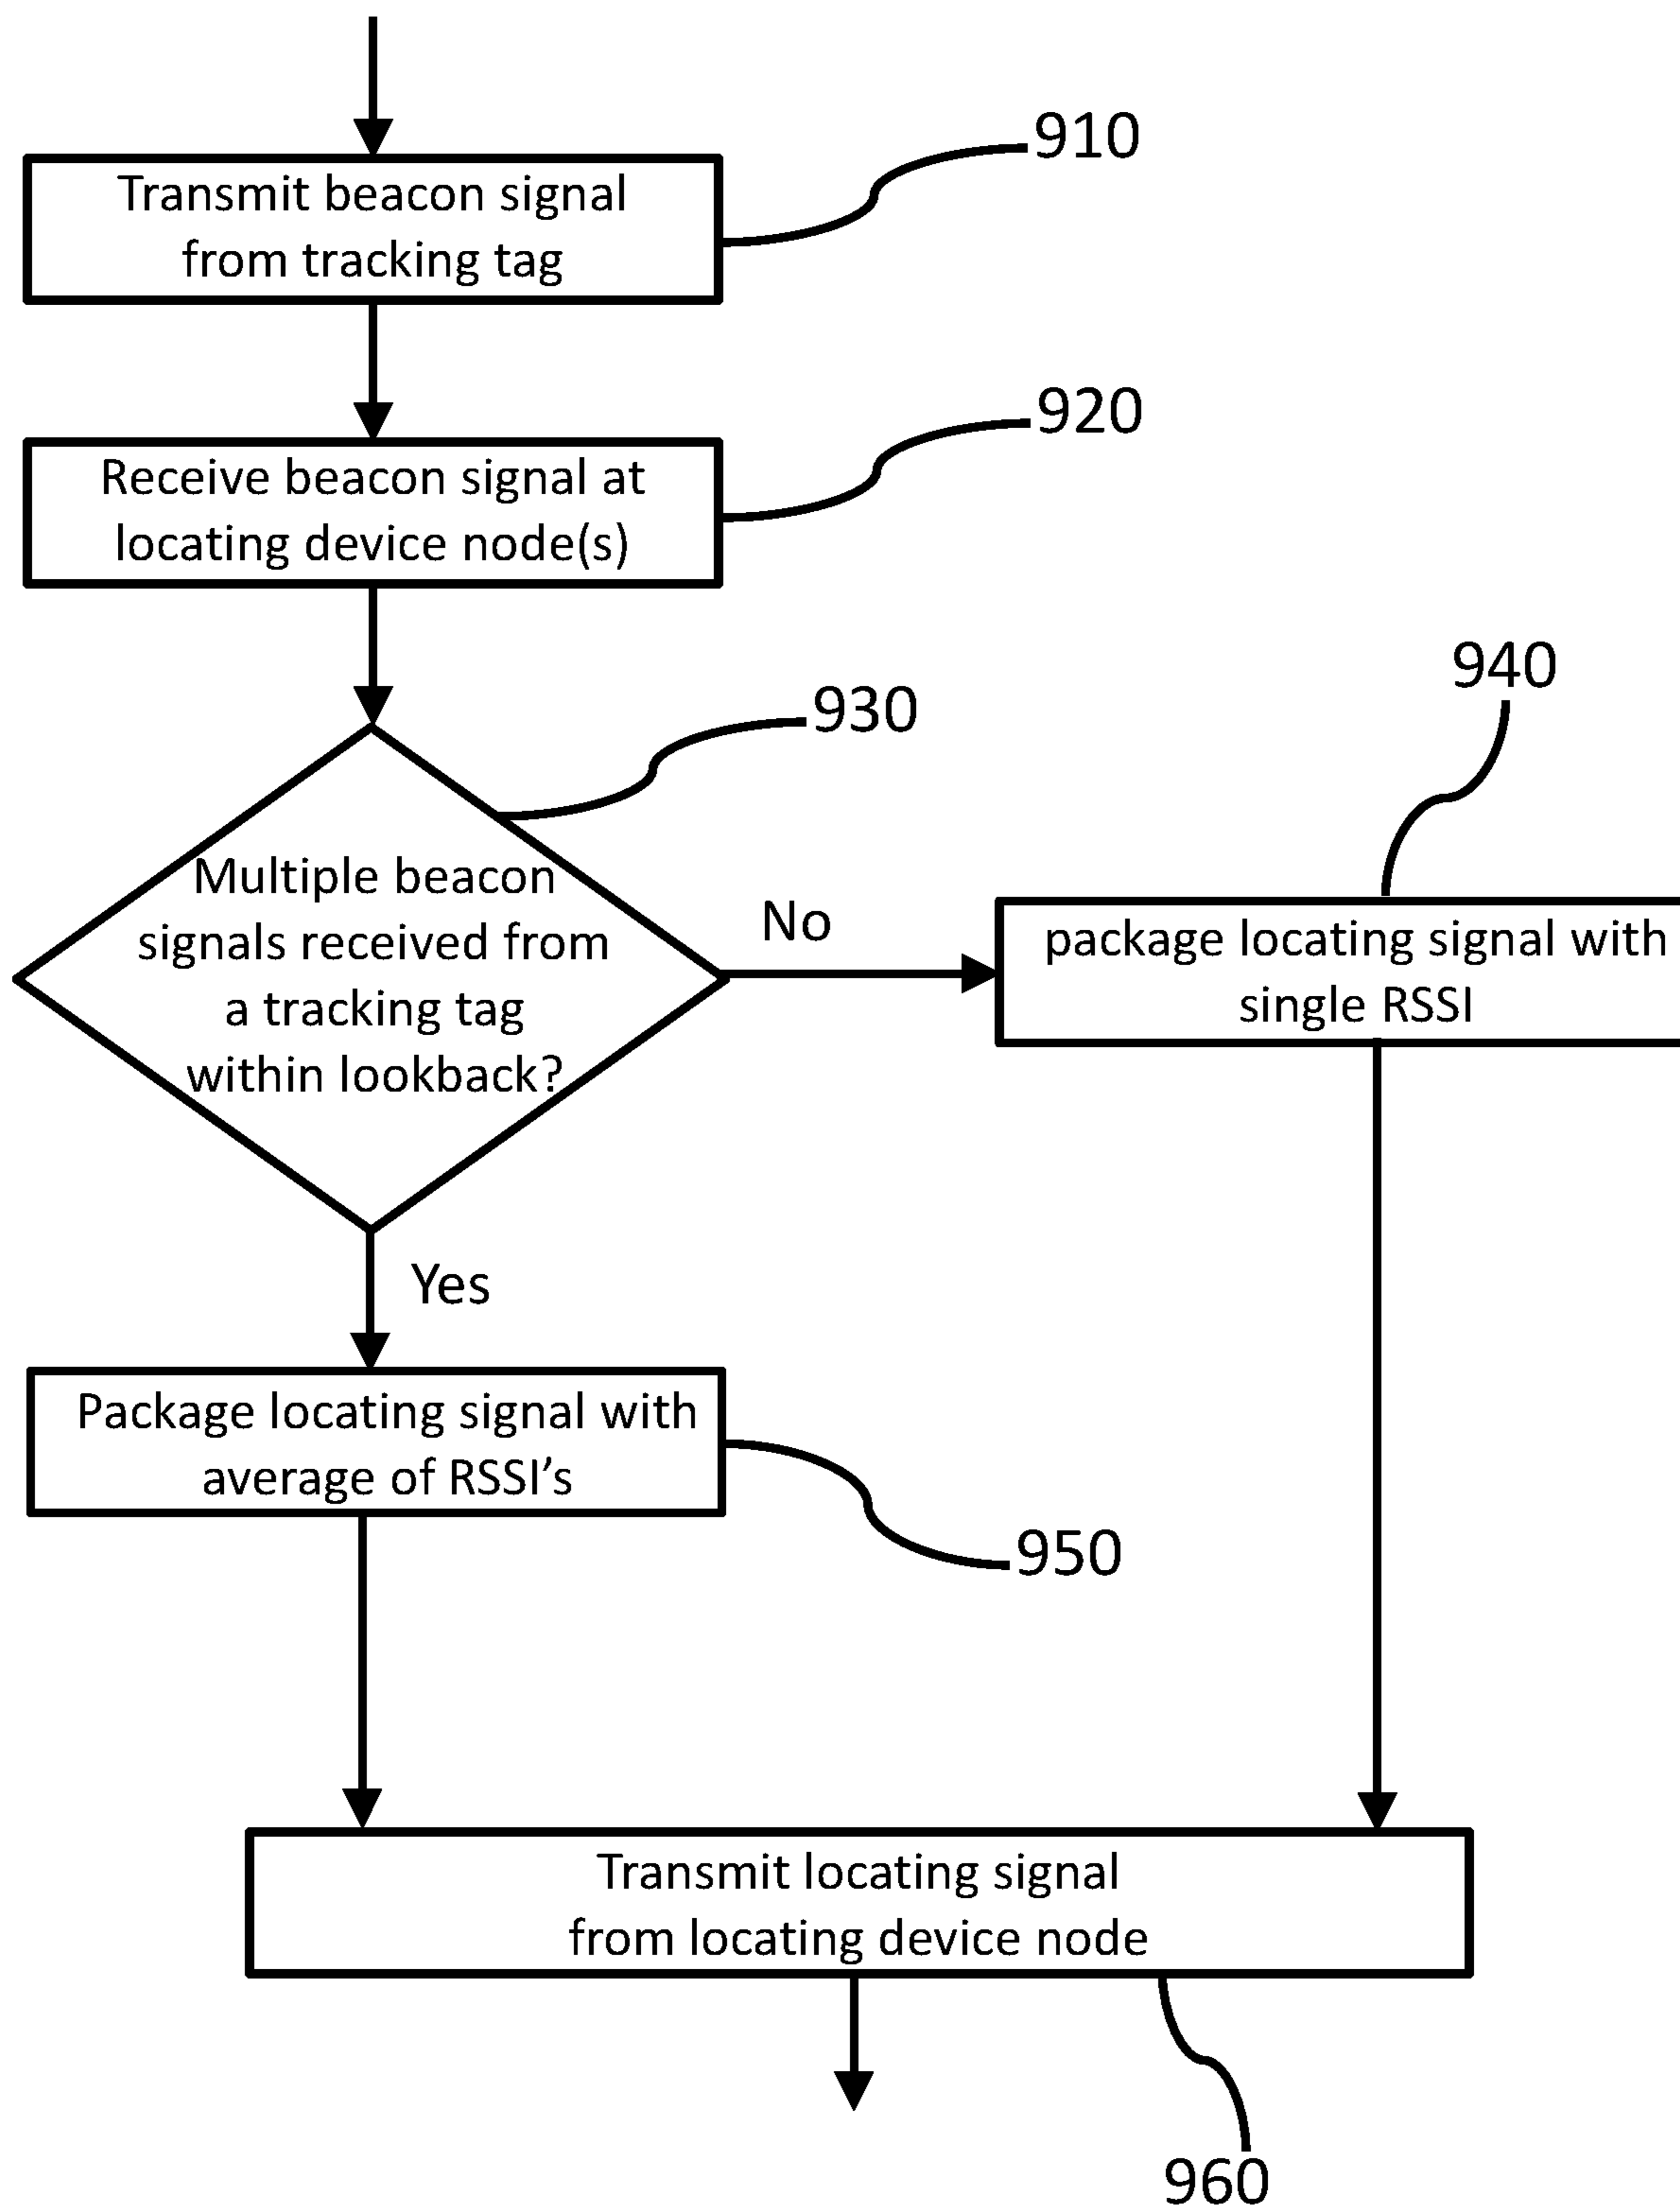 910
Transmit beacon signal
from tracking tag
920
Receive beacon signal at
locating device node(s)
930
940
Multiple beacon
signals received from
a tracking tag
within lookback?
No
package locating signal with
single RSSI
Yes
Package locating signal with
average of RSSI’s
950
Transmit locating signal
from locating device node
960